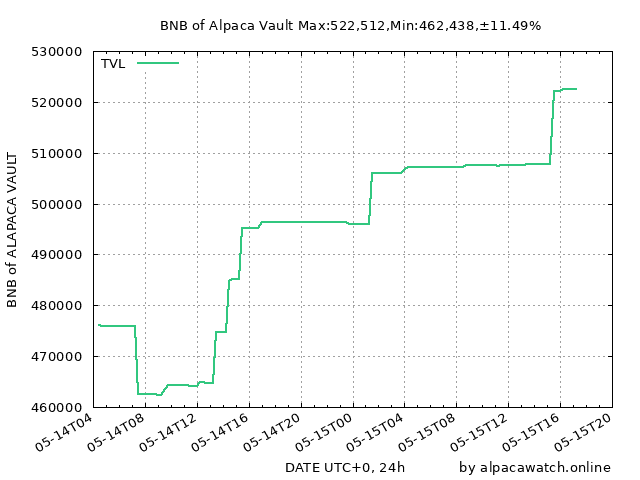 BNB of Alpaca Vault Max:522,512,Min:462,438,±11.49%
TVL
BNB of ALAPACA VAULT
530000
520000
510000
500000
490000
480000
470000
460000
05-14T04
05-14T08
05-14T12
05-14T16
05-14T20
05-15T00
05-15T04
05-15T08
05-15T12
05-15T16
05-15T20
DATE UTC+0, 24h
by alpacawatch.online